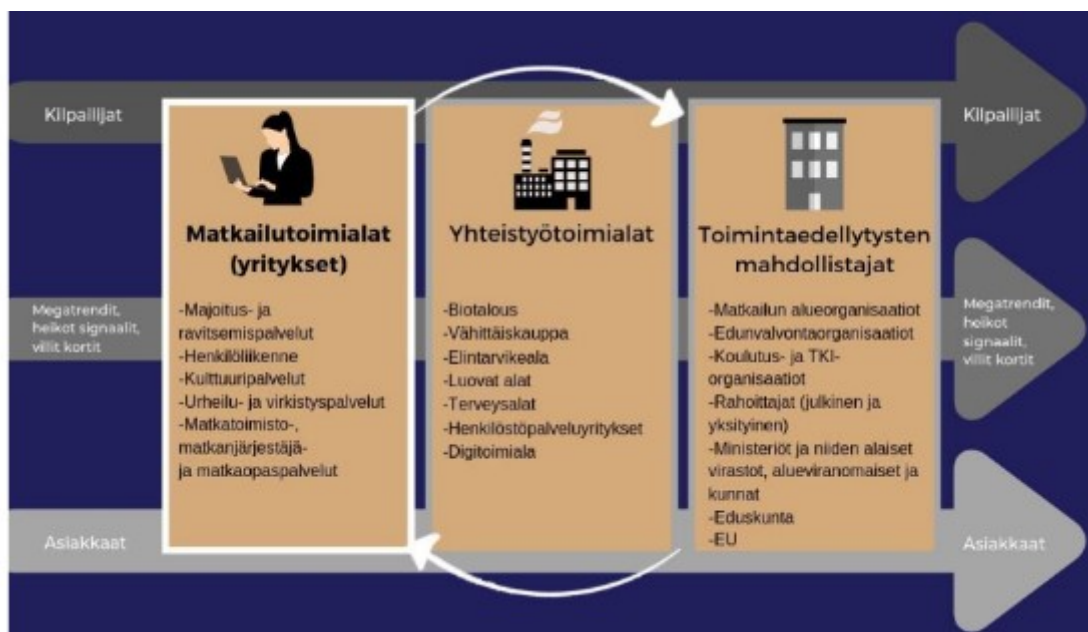 Kilpailijat
Megatrendit,
heikot signaalit,
villit kortit
Asiakkaat
Matkailutoimialat
(yritykset)
-Majoitus- ja
ravitsemispalvelut
-Henkilöliikenne
-Kulttuuripalvelut
-Urheilu- ja virkistyspalvelut
-Matkatoimisto-,
matkanjärjestäjä-
ja matkaopaspalvelut
Yhteistyötoimialat
-Biotalous
-Vähittäiskauppa
-Elintarvikeala
-Luovat alat
-Terveysalat
-Henkilöstöpalveluyritykset
-Digitoimiala
Toimintaedellytysten
mahdollistajat
-Matkailun alueorganisaatiot
-Edunvalvontaorganisaatiot
-Koulutus- ja TKI-
organisaatiot
-Rahoittajat (julkinen ja
yksityinen)
-Ministeriöt ja niiden alaiset
virastot, alueviranomaiset ja
kunnat
-Eduskunta
-EU
Kilpailijat
Megatrendit,
heikot
signaalit,
villit kortit
Asiakkaat